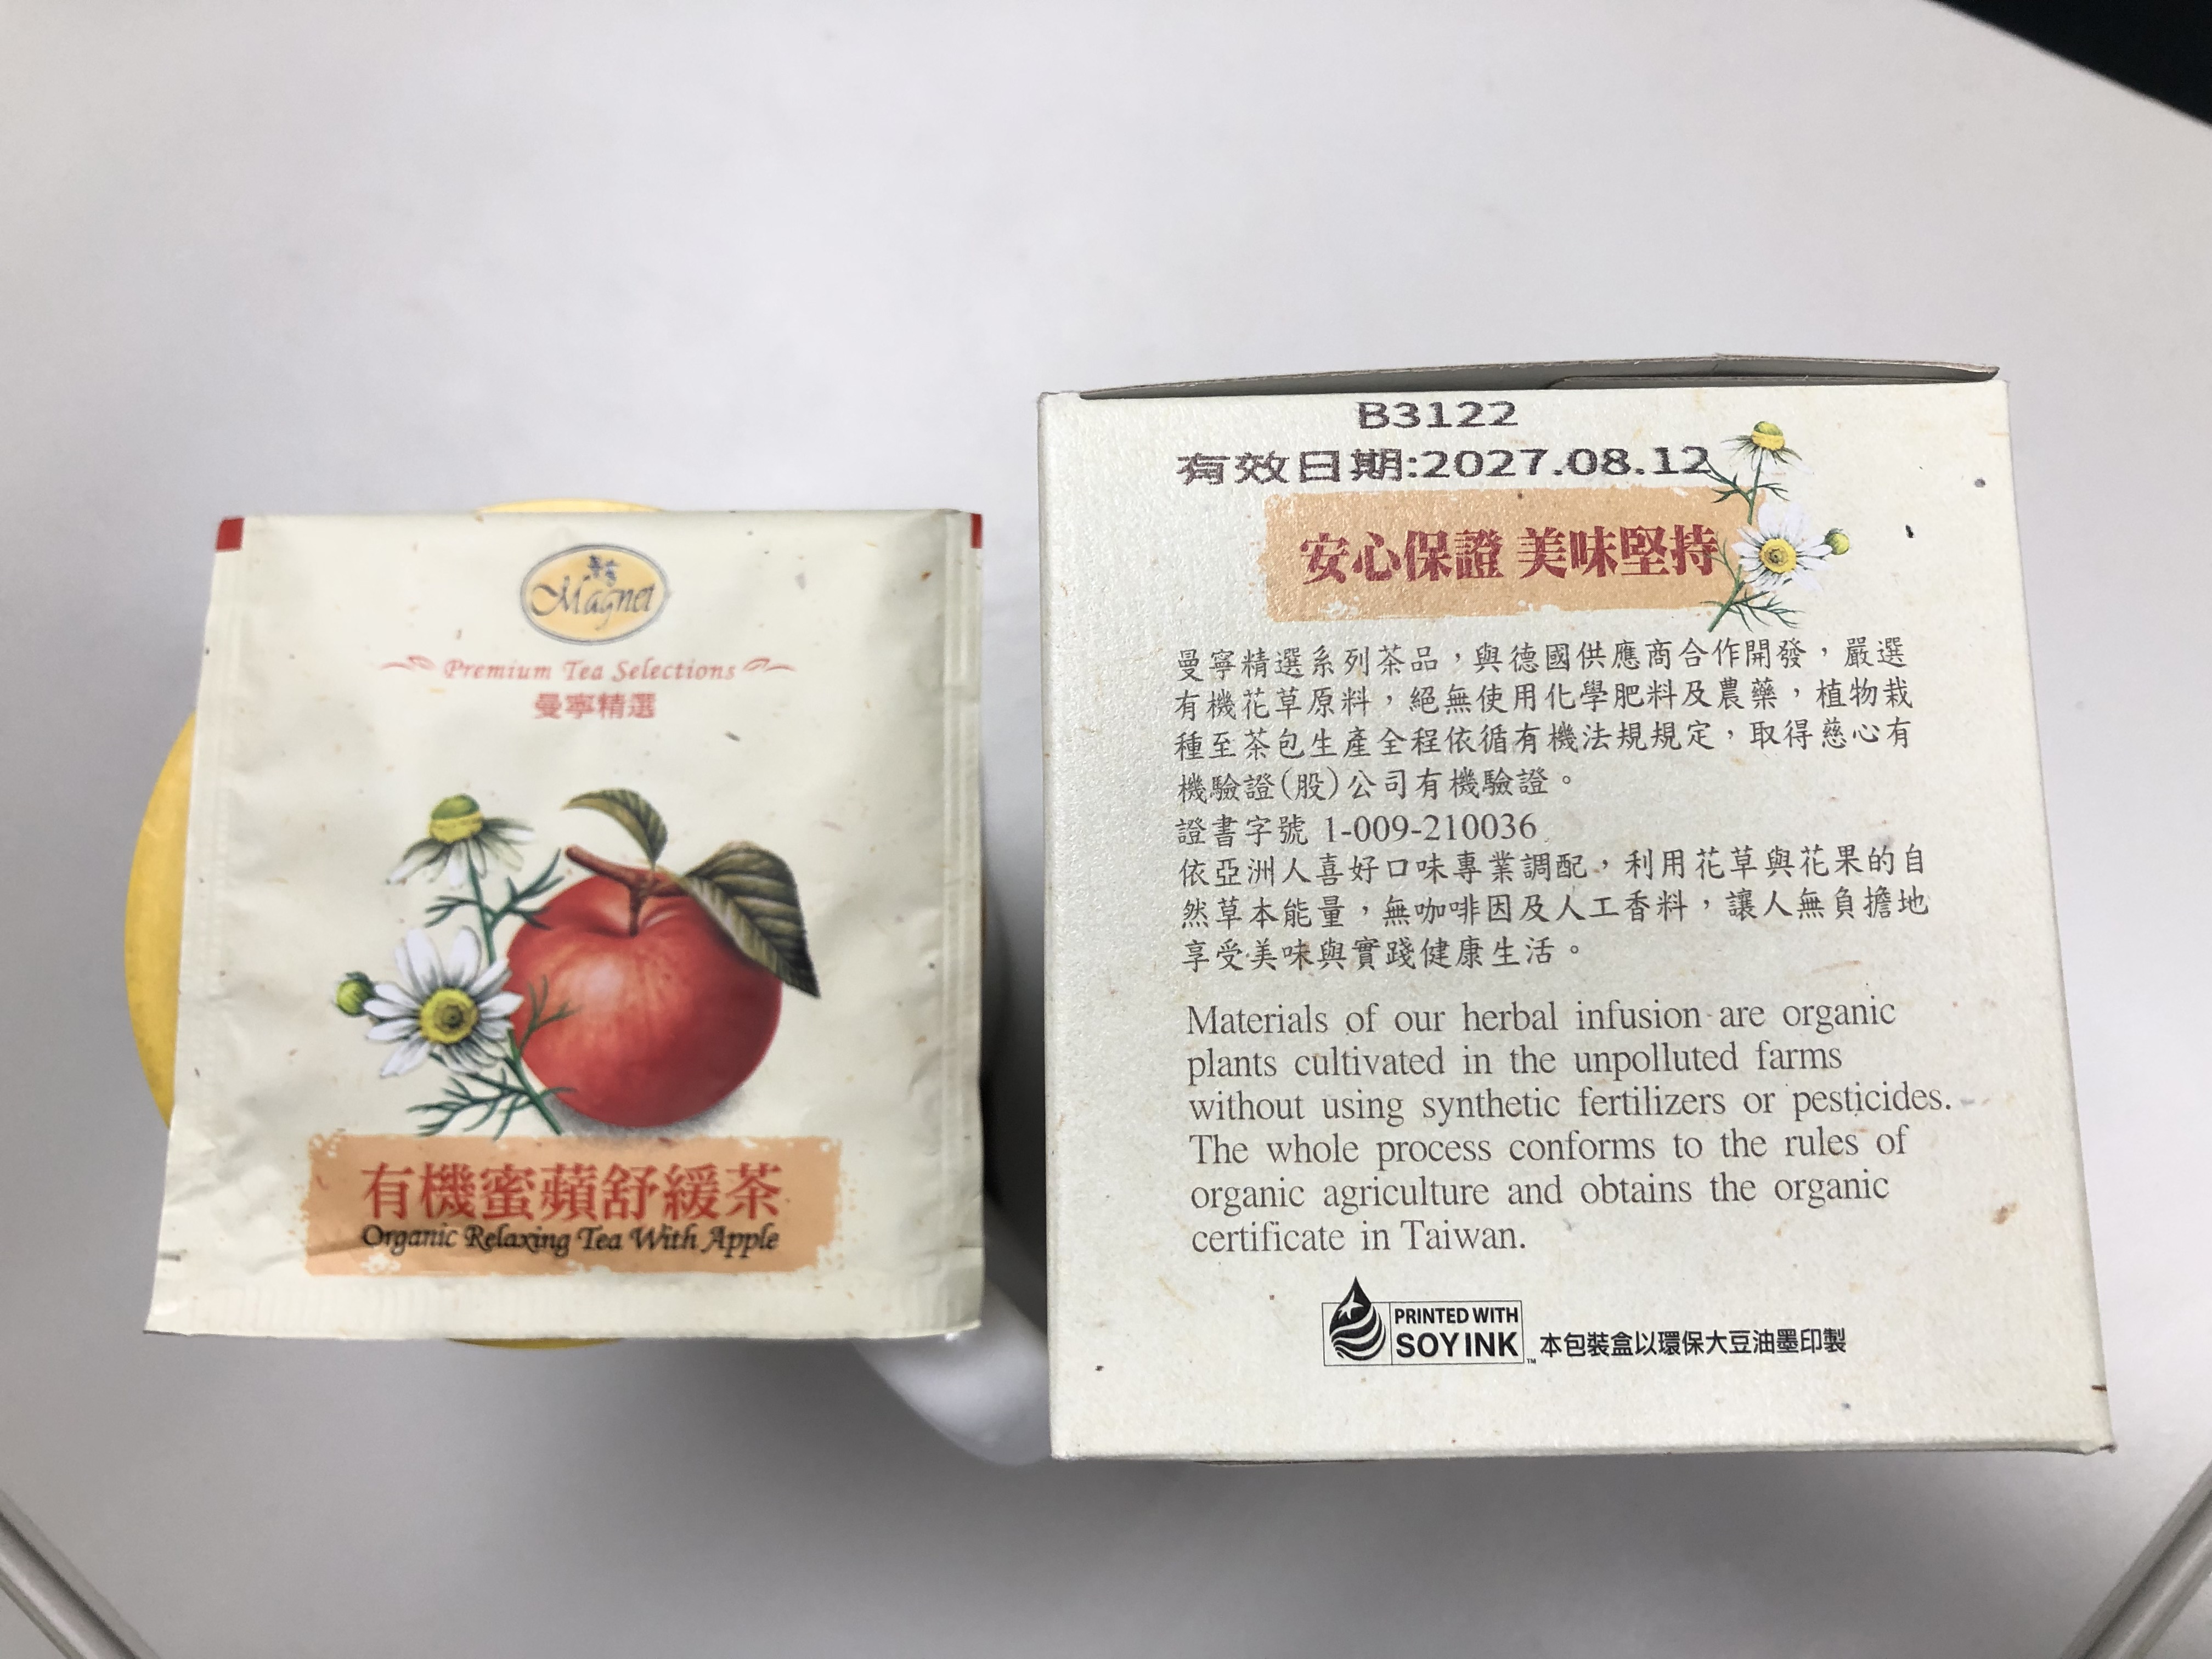 曼寧
Magnet
Premium Tea Selections
曼寧精選
有機蜜蘋舒緩茶
Organic Relaxing Tea With Apple
B3122
有效日期:2027.08.12
安心保證 美味堅持
曼寧精選系列茶品，與德國供應商合作開發，嚴選
有機花草原料，絕無使用化學肥料及農藥，植物栽
種至茶包生產全程依循有機法規規定，取得慈心有
機驗證(股)公司有機驗證。
證書字號 1-009-210036
依亞洲人喜好口味專業調配，利用花草與花果的自
然草本能量，無咖啡因及人工香料，讓人無負擔地
享受美味與實踐健康生活。
Materials of our herbal infusion are organic
plants cultivated in the unpolluted farms
without using synthetic fertilizers or pesticides.
The whole process conforms to the rules of
organic agriculture and obtains the organic
certificate in Taiwan.
PRINTED WITH
SOY INK™ 本包裝盒以環保大豆油墨印製